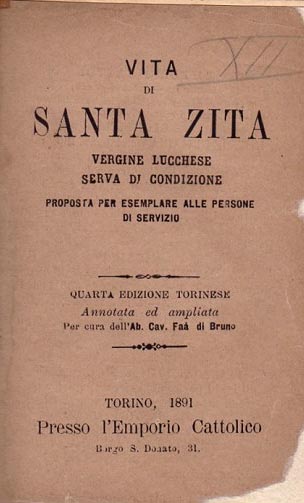 XII
VITA
DI
SANTA ZITA
VERGINE LUCCHESE
SERVA DI CONDIZIONE
PROPOSTA PER ESEMPLARE ALLE PERSONE
DI SERVIZIO
QUARTA EDIZIONE TORINESE
Annotata ed ampliata
Per cura dell'Ab. Cav. Faà di Bruno
TORINO, 1891
Presso l'Emporio Cattolico
Borgo S. Donato, 31.